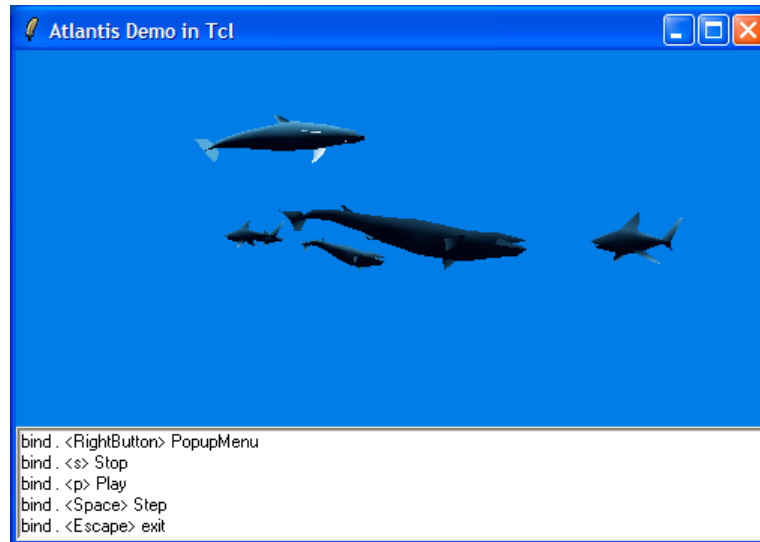 Atlantis Demo in Tcl
bind . <RightButton> PopupMenu
bind . <s> Stop
bind . <p> Play
bind . <Space> Step
bind . <Escape> exit